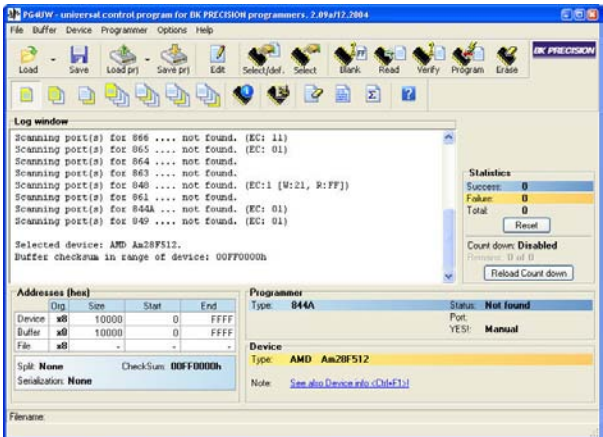 PG4UW - universal control program for BK PRECISION programmers, 2.09a/12.2004
File Buffer Device Programmer Options Help
Load Save Load prj Save prj Edit Select/def. Select Blank Read Verify Program Erase
BK PRECISION
Log window
Scanning port(s) for 866 .... not found. (EC: 11)
Scanning port(s) for 865 .... not found. (EC: 01)
Scanning port(s) for 864 .... not found.
Scanning port(s) for 863 .... not found.
Scanning port(s) for 848 .... not found. (EC:1 [W:21, R:FF])
Scanning port(s) for 861 .... not found.
Scanning port(s) for 844A ... not found. (EC: 01)
Scanning port(s) for 849 .... not found. (EC: 01)
Selected device: AMD Am28F512.
Buffer checksum in range of device: 00FF0000h
Statistics
Success: 0
Failure: 0
Total: 0
Reset
Count down: Disabled
Remains: 0 of 0
Reload Count down
Addresses (hex)
Org. Size Start End
Device x8 10000 0 FFFF
Buffer x8 10000 0 FFFF
File x8 - - -
Split: None CheckSum: 00FF0000h
Serialization: None
Programmer
Type: 844A Status: Not found
Port:
YES!: Manual
Device
Type: AMD Am28F512
Note: See also Device info <Ctrl+F1>!
Filename: